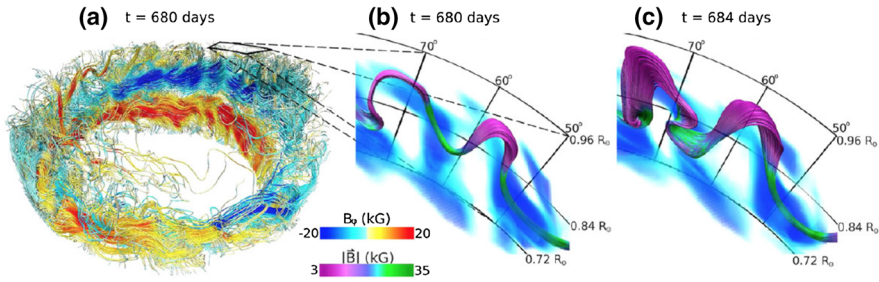 (a) t = 680 days
(b) t = 680 days
(c) t = 684 days
70°
60°
50°
0.96 R⊙
0.84 R⊙
0.72 R⊙
70°
60°
50°
0.96 R⊙
0.84 R⊙
0.72 R⊙
Bφ (kG)
-20 20
|B⃗| (kG)
3 35